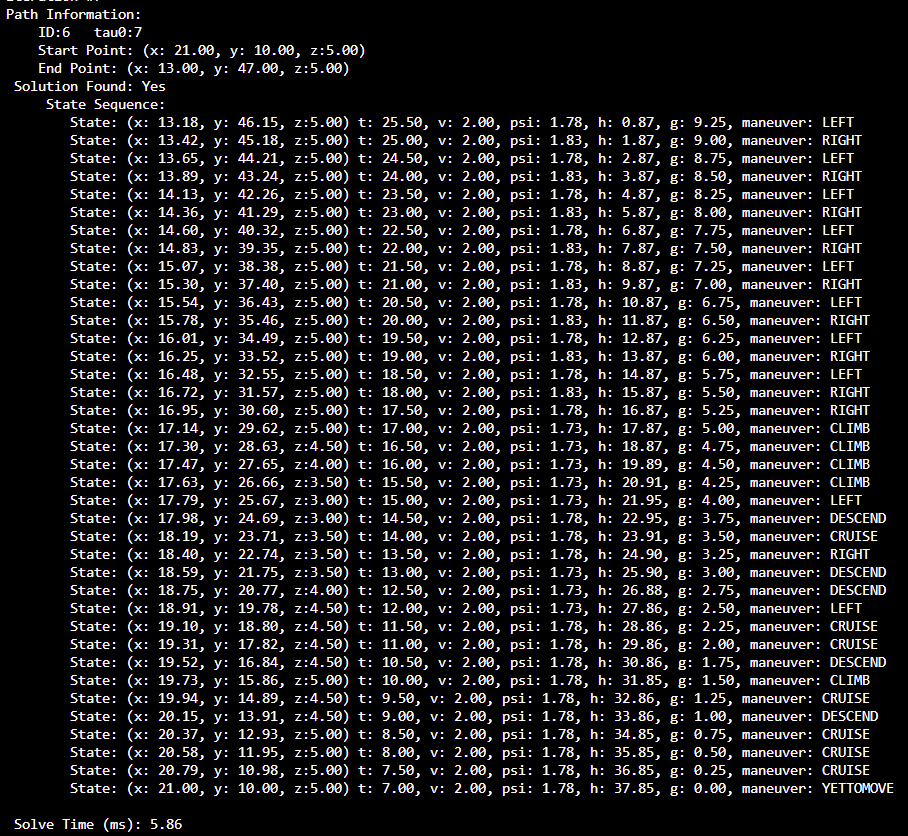 Path Information:
ID:6 tau0:7
Start Point: (x: 21.00, y: 10.00, z:5.00)
End Point: (x: 13.00, y: 47.00, z:5.00)
Solution Found: Yes
State Sequence:
State: (x: 13.18, y: 46.15, z:5.00) t: 25.50, v: 2.00, psi: 1.78, h: 0.87, g: 9.25, maneuver: LEFT
State: (x: 13.42, y: 45.18, z:5.00) t: 25.00, v: 2.00, psi: 1.83, h: 1.87, g: 9.00, maneuver: RIGHT
State: (x: 13.65, y: 44.21, z:5.00) t: 24.50, v: 2.00, psi: 1.78, h: 2.87, g: 8.75, maneuver: LEFT
State: (x: 13.89, y: 43.24, z:5.00) t: 24.00, v: 2.00, psi: 1.83, h: 3.87, g: 8.50, maneuver: RIGHT
State: (x: 14.13, y: 42.26, z:5.00) t: 23.50, v: 2.00, psi: 1.78, h: 4.87, g: 8.25, maneuver: LEFT
State: (x: 14.36, y: 41.29, z:5.00) t: 23.00, v: 2.00, psi: 1.83, h: 5.87, g: 8.00, maneuver: RIGHT
State: (x: 14.60, y: 40.32, z:5.00) t: 22.50, v: 2.00, psi: 1.78, h: 6.87, g: 7.75, maneuver: LEFT
State: (x: 14.83, y: 39.35, z:5.00) t: 22.00, v: 2.00, psi: 1.83, h: 7.87, g: 7.50, maneuver: RIGHT
State: (x: 15.07, y: 38.38, z:5.00) t: 21.50, v: 2.00, psi: 1.78, h: 8.87, g: 7.25, maneuver: LEFT
State: (x: 15.30, y: 37.40, z:5.00) t: 21.00, v: 2.00, psi: 1.83, h: 9.87, g: 7.00, maneuver: RIGHT
State: (x: 15.54, y: 36.43, z:5.00) t: 20.50, v: 2.00, psi: 1.78, h: 10.87, g: 6.75, maneuver: LEFT
State: (x: 15.78, y: 35.46, z:5.00) t: 20.00, v: 2.00, psi: 1.83, h: 11.87, g: 6.50, maneuver: RIGHT
State: (x: 16.01, y: 34.49, z:5.00) t: 19.50, v: 2.00, psi: 1.78, h: 12.87, g: 6.25, maneuver: LEFT
State: (x: 16.25, y: 33.52, z:5.00) t: 19.00, v: 2.00, psi: 1.83, h: 13.87, g: 6.00, maneuver: RIGHT
State: (x: 16.48, y: 32.55, z:5.00) t: 18.50, v: 2.00, psi: 1.78, h: 14.87, g: 5.75, maneuver: LEFT
State: (x: 16.72, y: 31.57, z:5.00) t: 18.00, v: 2.00, psi: 1.83, h: 15.87, g: 5.50, maneuver: RIGHT
State: (x: 16.95, y: 30.60, z:5.00) t: 17.50, v: 2.00, psi: 1.78, h: 16.87, g: 5.25, maneuver: RIGHT
State: (x: 17.14, y: 29.62, z:5.00) t: 17.00, v: 2.00, psi: 1.73, h: 17.87, g: 5.00, maneuver: CLIMB
State: (x: 17.30, y: 28.63, z:4.50) t: 16.50, v: 2.00, psi: 1.73, h: 18.87, g: 4.75, maneuver: CLIMB
State: (x: 17.47, y: 27.65, z:4.00) t: 16.00, v: 2.00, psi: 1.73, h: 19.89, g: 4.50, maneuver: CLIMB
State: (x: 17.63, y: 26.66, z:3.50) t: 15.50, v: 2.00, psi: 1.73, h: 20.91, g: 4.25, maneuver: CLIMB
State: (x: 17.79, y: 25.67, z:3.00) t: 15.00, v: 2.00, psi: 1.73, h: 21.95, g: 4.00, maneuver: LEFT
State: (x: 17.98, y: 24.69, z:3.00) t: 14.50, v: 2.00, psi: 1.78, h: 22.95, g: 3.75, maneuver: DESCEND
State: (x: 18.19, y: 23.71, z:3.50) t: 14.00, v: 2.00, psi: 1.78, h: 23.91, g: 3.50, maneuver: CRUISE
State: (x: 18.40, y: 22.74, z:3.50) t: 13.50, v: 2.00, psi: 1.78, h: 24.90, g: 3.25, maneuver: RIGHT
State: (x: 18.59, y: 21.75, z:3.50) t: 13.00, v: 2.00, psi: 1.73, h: 25.90, g: 3.00, maneuver: DESCEND
State: (x: 18.75, y: 20.77, z:4.00) t: 12.50, v: 2.00, psi: 1.73, h: 26.88, g: 2.75, maneuver: DESCEND
State: (x: 18.91, y: 19.78, z:4.50) t: 12.00, v: 2.00, psi: 1.73, h: 27.86, g: 2.50, maneuver: LEFT
State: (x: 19.10, y: 18.80, z:4.50) t: 11.50, v: 2.00, psi: 1.78, h: 28.86, g: 2.25, maneuver: CRUISE
State: (x: 19.31, y: 17.82, z:4.50) t: 11.00, v: 2.00, psi: 1.78, h: 29.86, g: 2.00, maneuver: CRUISE
State: (x: 19.52, y: 16.84, z:4.50) t: 10.50, v: 2.00, psi: 1.78, h: 30.86, g: 1.75, maneuver: DESCEND
State: (x: 19.73, y: 15.86, z:5.00) t: 10.00, v: 2.00, psi: 1.78, h: 31.85, g: 1.50, maneuver: CLIMB
State: (x: 19.94, y: 14.89, z:4.50) t: 9.50, v: 2.00, psi: 1.78, h: 32.86, g: 1.25, maneuver: CRUISE
State: (x: 20.15, y: 13.91, z:4.50) t: 9.00, v: 2.00, psi: 1.78, h: 33.86, g: 1.00, maneuver: DESCEND
State: (x: 20.37, y: 12.93, z:5.00) t: 8.50, v: 2.00, psi: 1.78, h: 34.85, g: 0.75, maneuver: CRUISE
State: (x: 20.58, y: 11.95, z:5.00) t: 8.00, v: 2.00, psi: 1.78, h: 35.85, g: 0.50, maneuver: CRUISE
State: (x: 20.79, y: 10.98, z:5.00) t: 7.50, v: 2.00, psi: 1.78, h: 36.85, g: 0.25, maneuver: CRUISE
State: (x: 21.00, y: 10.00, z:5.00) t: 7.00, v: 2.00, psi: 1.78, h: 37.85, g: 0.00, maneuver: YETTOMOVE
Solve Time (ms): 5.86